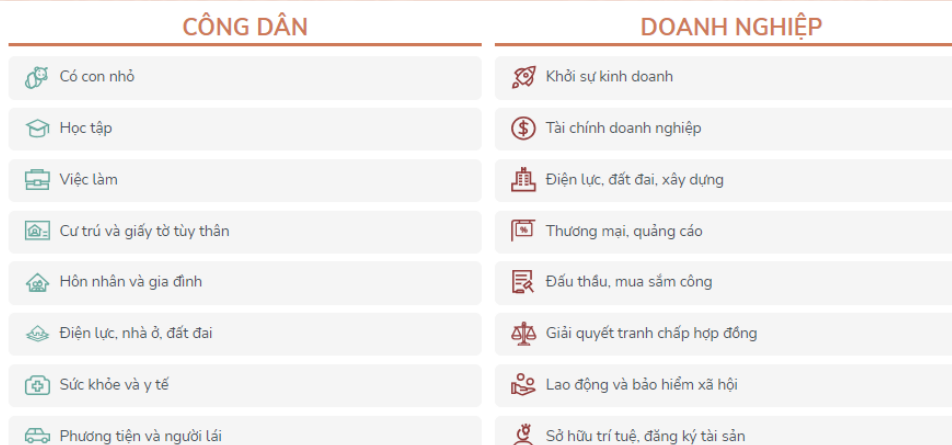 CÔNG DÂN
Có con nhỏ
Học tập
Việc làm
Cư trú và giấy tờ tùy thân
Hôn nhân và gia đình
Điện lực, nhà ở, đất đai
Sức khỏe và y tế
Phương tiện và người lái
DOANH NGHIỆP
Khởi sự kinh doanh
Tài chính doanh nghiệp
Điện lực, đất đai, xây dựng
Thương mại, quảng cáo
Đấu thầu, mua sắm công
Giải quyết tranh chấp hợp đồng
Lao động và bảo hiểm xã hội
Sở hữu trí tuệ, đăng ký tài sản